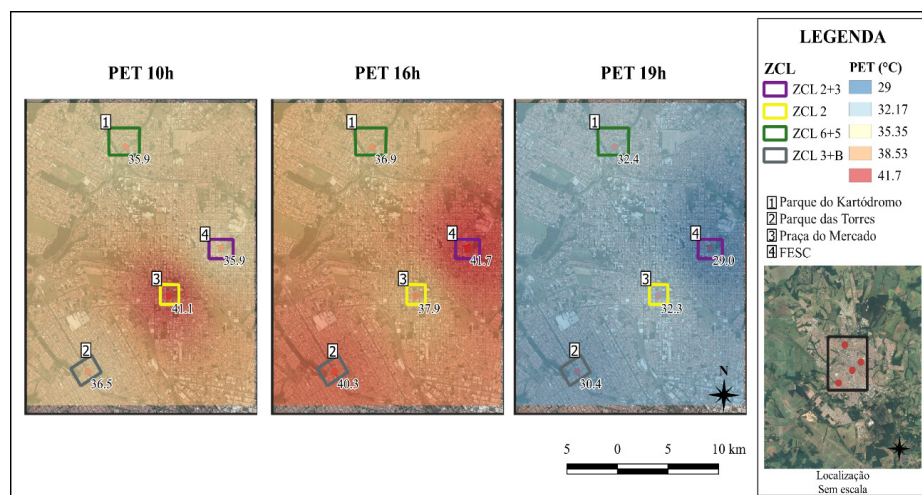 PET 10h
1
35.9
4
35.9
3
41.1
2
36.5
PET 16h
1
36.9
4
41.7
3
37.9
2
40.3
PET 19h
1
32.4
4
29.0
3
32.3
2
30.4
N
5 0 5 10 km
LEGENDA
ZCL PET (°C)
ZCL 2+3 29
ZCL 2 32.17
ZCL 6+5 35.35
ZCL 3+B 38.53
41.7
1 Parque do Kartódromo
2 Parque das Torres
3 Praça do Mercado
4 FESC
Localização
Sem escala